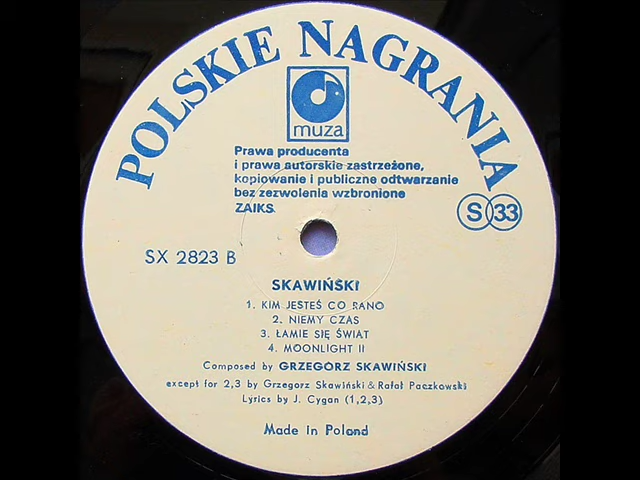 POLSKIE NAGRANIA
muza
Prawa producenta
i prawa autorskie zastrzeżone,
kopiowanie i publiczne odtwarzanie
bez zezwolenia wzbronione
ZAIKS
S 33
SX 2823 B
SKAWIŃSKI
1. KIM JESTEŚ CO RANO
2. NIEMY CZAS
3. ŁAMIE SIĘ ŚWIAT
4. MOONLIGHT II
Composed by GRZEGORZ SKAWIŃSKI
except for 2,3 by Grzegorz Skawiński & Rafał Paczkowski
Lyrics by J. Cygan (1,2,3)
Made in Poland